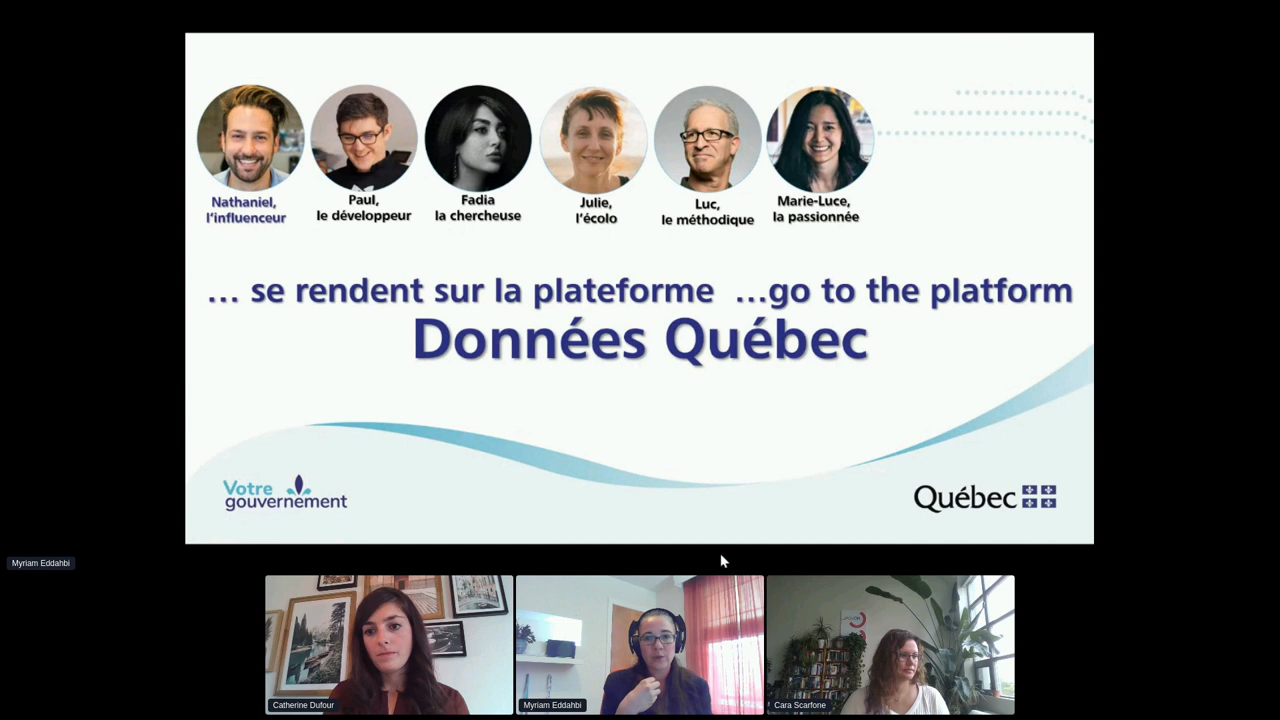 Nathaniel,
l'influenceur
Paul,
le développeur
Fadia
la chercheuse
Julie,
l'écolo
Luc,
le méthodique
Marie-Luce,
la passionnée
... se rendent sur la plateforme ...go to the platform
Données Québec
Votre
gouvernement
Québec
Myriam Eddahbi
Catherine Dufour
Myriam Eddahbi
Cara Scarfone